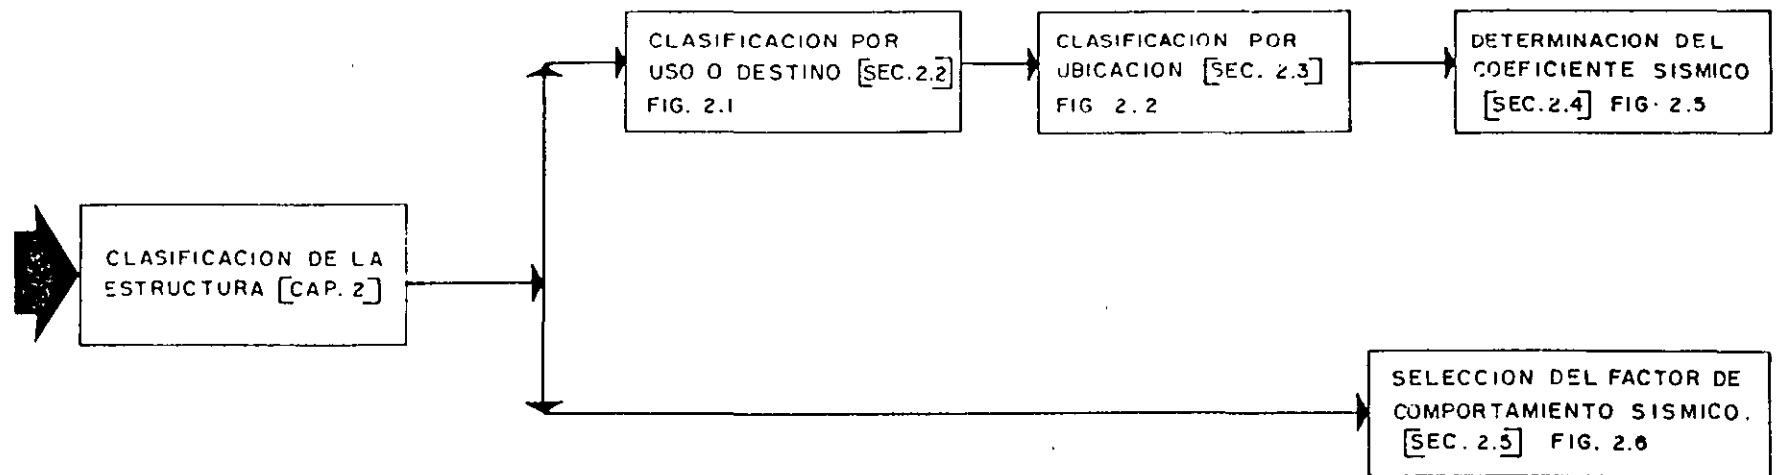 CLASIFICACION POR
USO O DESTINO [SEC.2.2]
FIG. 2.1
CLASIFICACION POR
UBICACION [SEC. 2.3]
FIG 2.2
DETERMINACION DEL
COEFICIENTE SISMICO
[SEC.2.4] FIG. 2.5
CLASIFICACION DE LA
ESTRUCTURA [CAP. 2]
SELECCION DEL FACTOR DE
COMPORTAMIENTO SISMICO.
[SEC. 2.5] FIG. 2.6